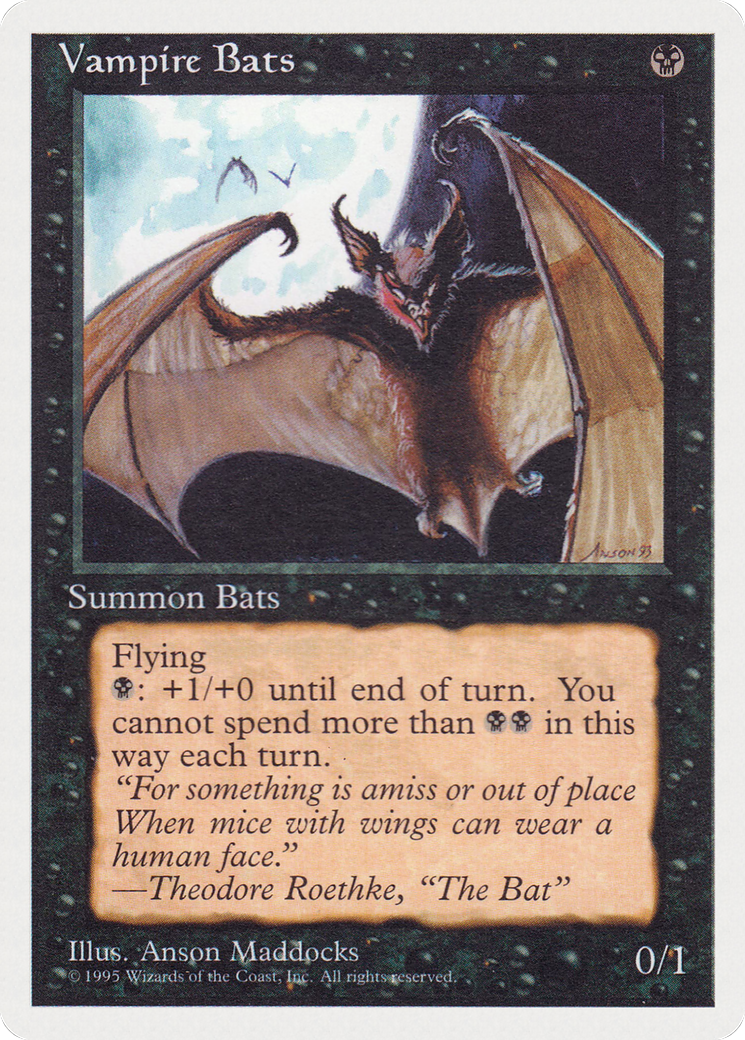 Vampire Bats
ANSON 93
Summon Bats
Flying
: +1/+0 until end of turn. You
cannot spend more than in this
way each turn.
“For something is amiss or out of place
When mice with wings can wear a
human face.”
—Theodore Roethke, “The Bat”
Illus. Anson Maddocks
0/1
© 1995 Wizards of the Coast, Inc. All rights reserved.